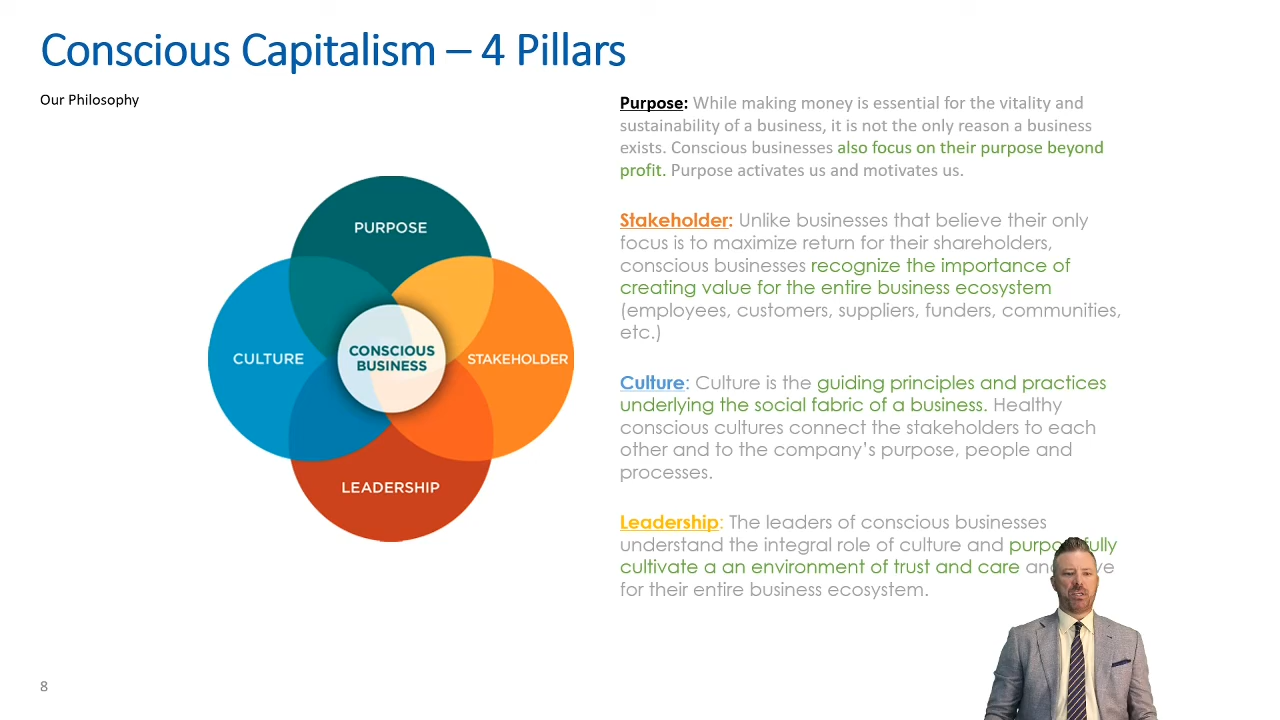 Conscious Capitalism – 4 Pillars
Our Philosophy
PURPOSE
CULTURE
CONSCIOUS
BUSINESS
STAKEHOLDER
LEADERSHIP
Purpose: While making money is essential for the vitality and
sustainability of a business, it is not the only reason a business
exists. Conscious businesses also focus on their purpose beyond
profit. Purpose activates us and motivates us.
Stakeholder: Unlike businesses that believe their only
focus is to maximize return for their shareholders,
conscious businesses recognize the importance of
creating value for the entire business ecosystem
(employees, customers, suppliers, funders, communities,
etc.)
Culture: Culture is the guiding principles and practices
underlying the social fabric of a business. Healthy
conscious cultures connect the stakeholders to each
other and to the company's purpose, people and
processes.
Leadership: The leaders of conscious businesses
understand the integral role of culture and
cultivate a an environment of trust and care
for their entire business ecosystem.
8